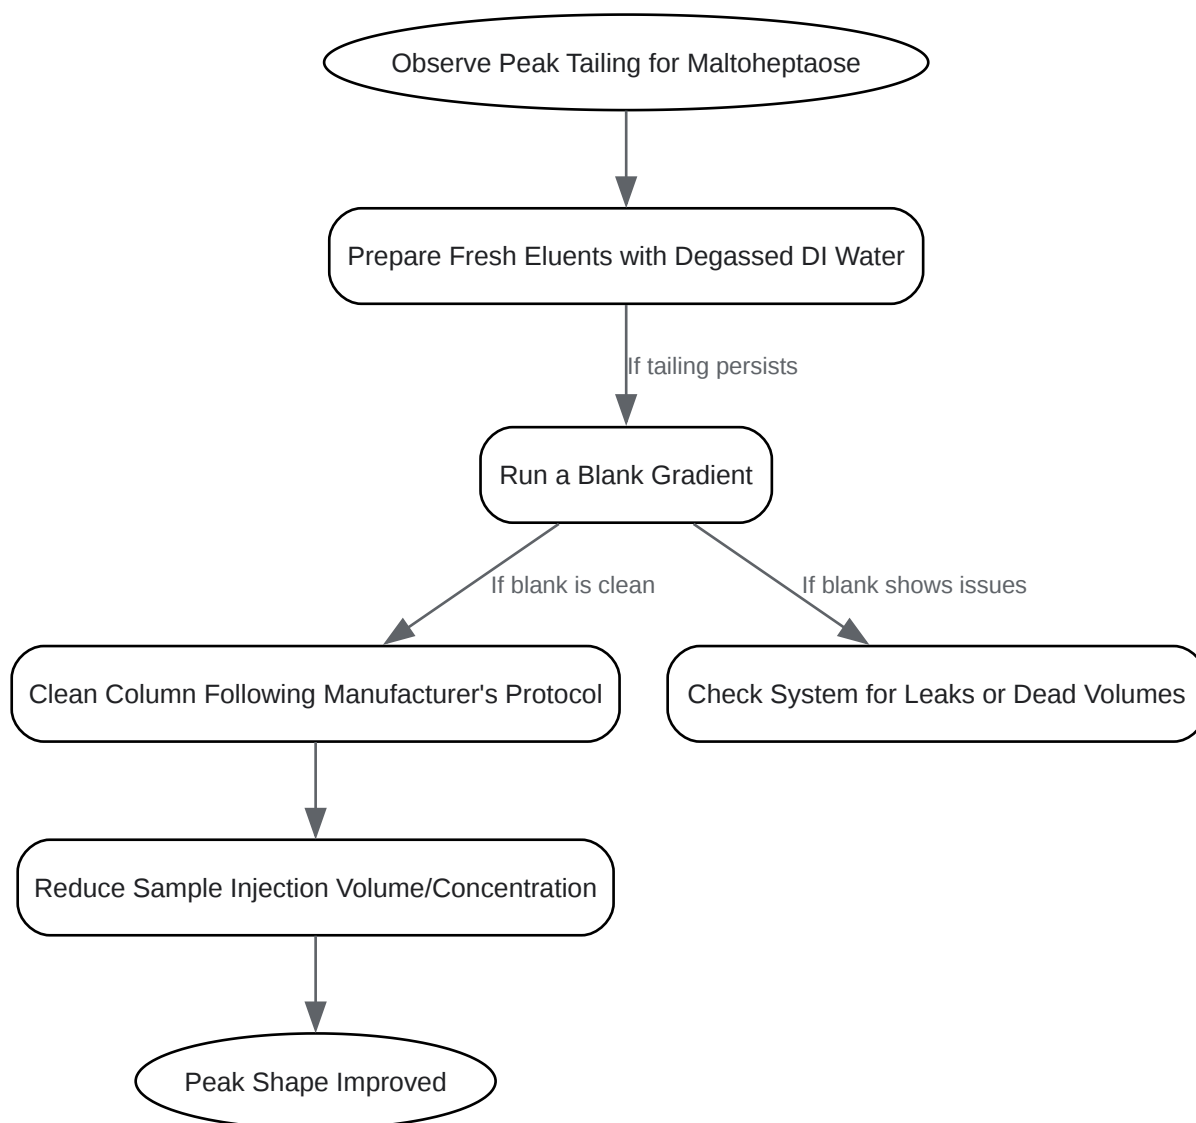 Observe Peak Tailing for Maltoheptaose
Prepare Fresh Eluents with Degassed DI Water
If tailing persists
Run a Blank Gradient
If blank is clean
If blank shows issues
Clean Column Following Manufacturer's Protocol
Check System for Leaks or Dead Volumes
Reduce Sample Injection Volume/Concentration
Peak Shape Improved